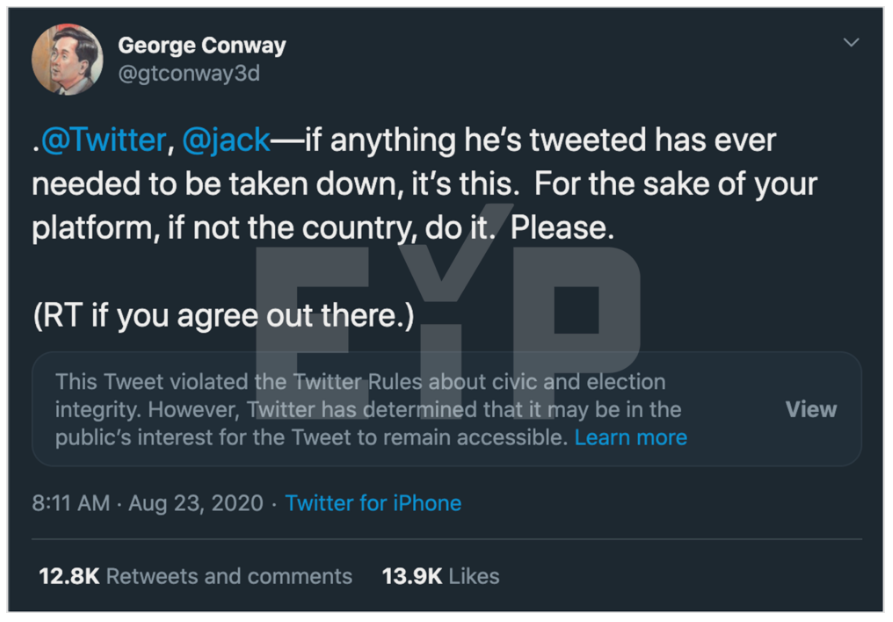 George Conway
@gtconway3d
.@Twitter, @jack—if anything he’s tweeted has ever
needed to be taken down, it’s this.  For the sake of your
platform, if not the country, do it.  Please.
(RT if you agree out there.)
EIP
This Tweet violated the Twitter Rules about civic and election
integrity. However, Twitter has determined that it may be in the
public’s interest for the Tweet to remain accessible. Learn more
View
8:11 AM · Aug 23, 2020 · Twitter for iPhone
12.8K Retweets and comments 13.9K Likes